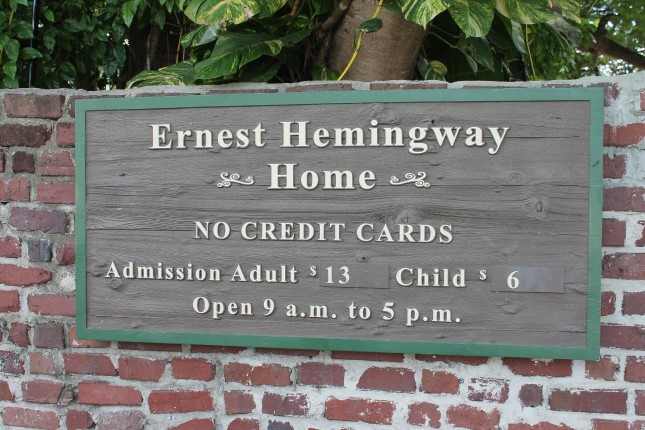 Ernest Hemingway
Home
NO CREDIT CARDS
Admission Adult $13 Child $6
Open 9 a.m. to 5 p.m.